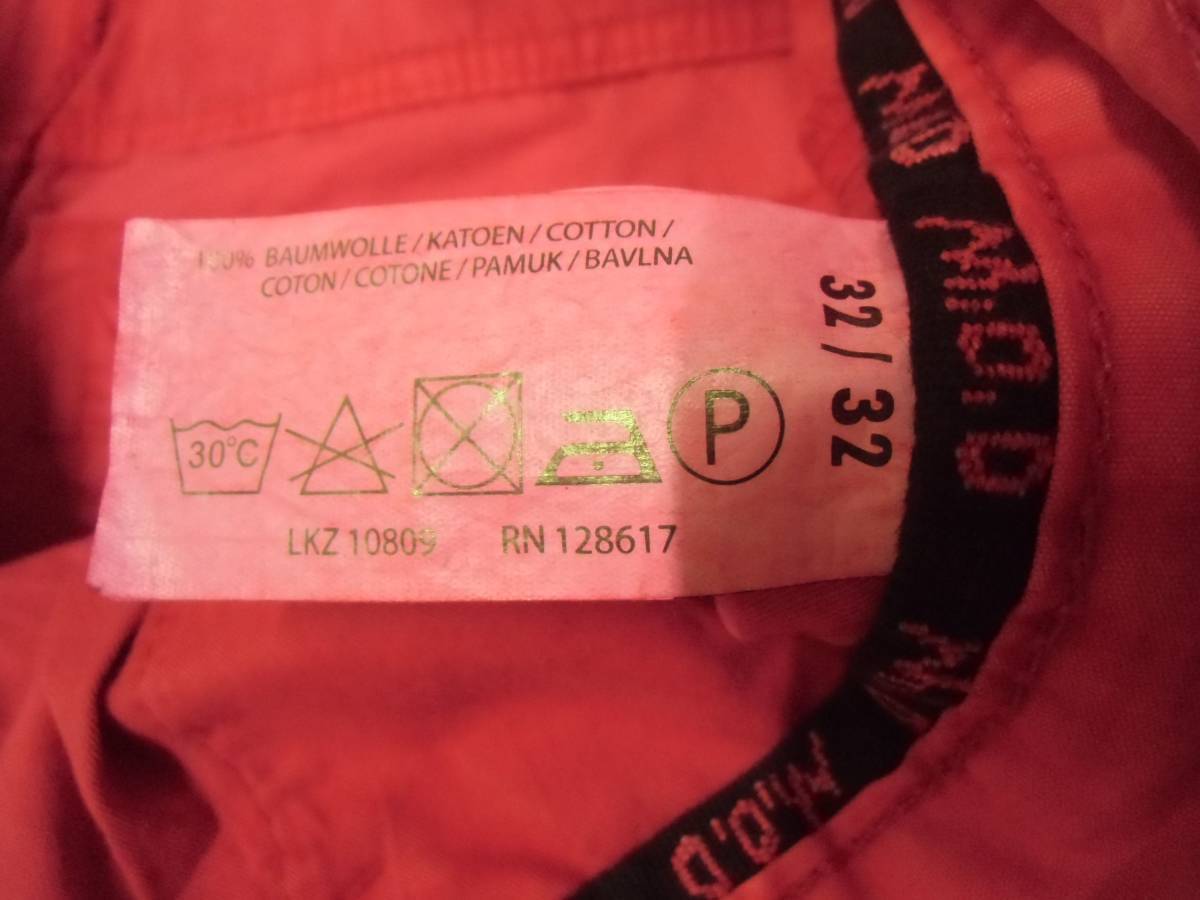 100% BAUMWOLLE / KATOEN / COTTON /
COTON / COTONE / PAMUK / BAVLNA
30°C
P
LKZ 10809 RN 128617
32 / 32
M.O.D
M.O.D